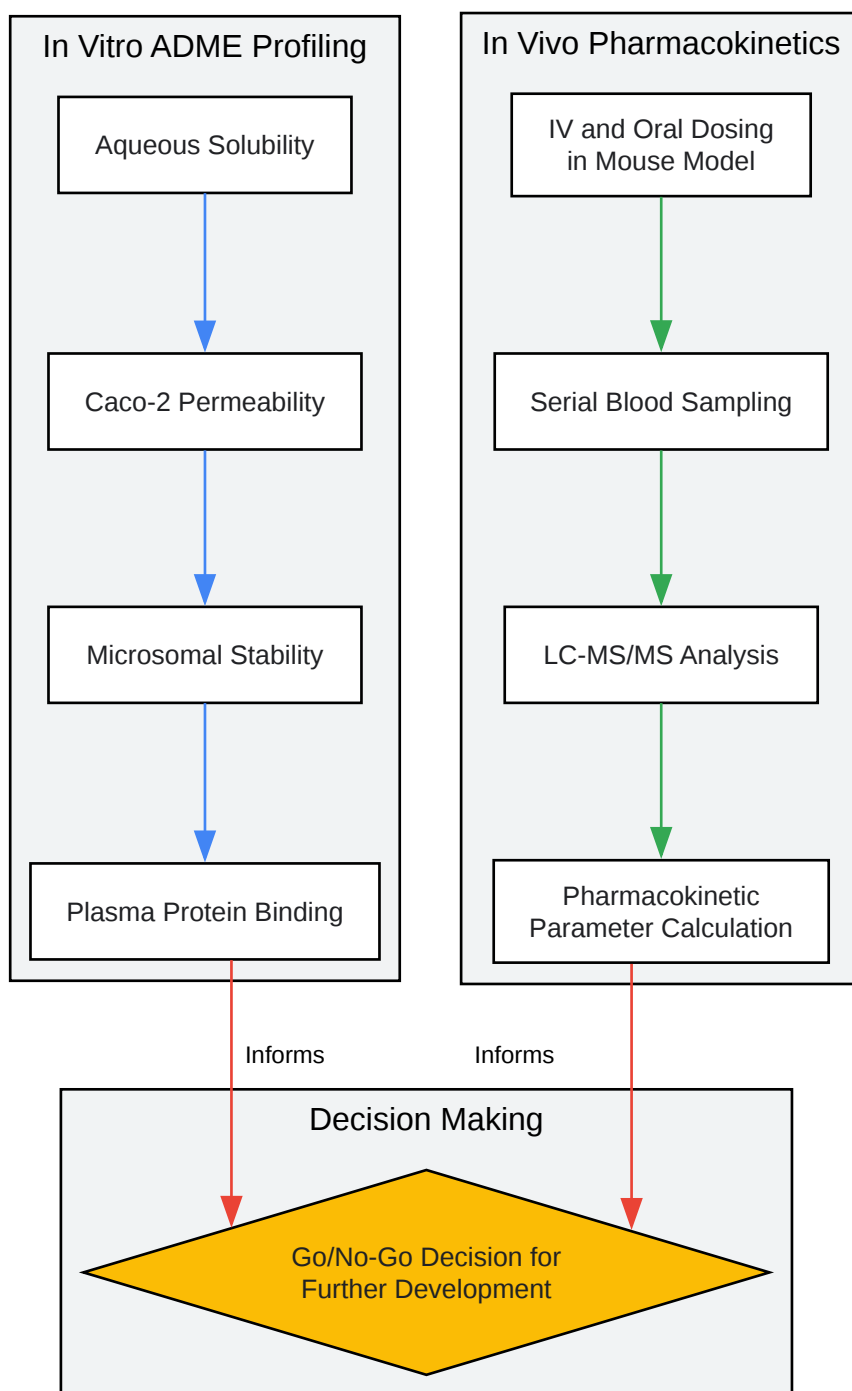 In Vitro ADME Profiling
Aqueous Solubility
Caco-2 Permeability
Microsomal Stability
Plasma Protein Binding
In Vivo Pharmacokinetics
IV and Oral Dosing
in Mouse Model
Serial Blood Sampling
LC-MS/MS Analysis
Pharmacokinetic
Parameter Calculation
Informs
Informs
Decision Making
Go/No-Go Decision for
Further Development